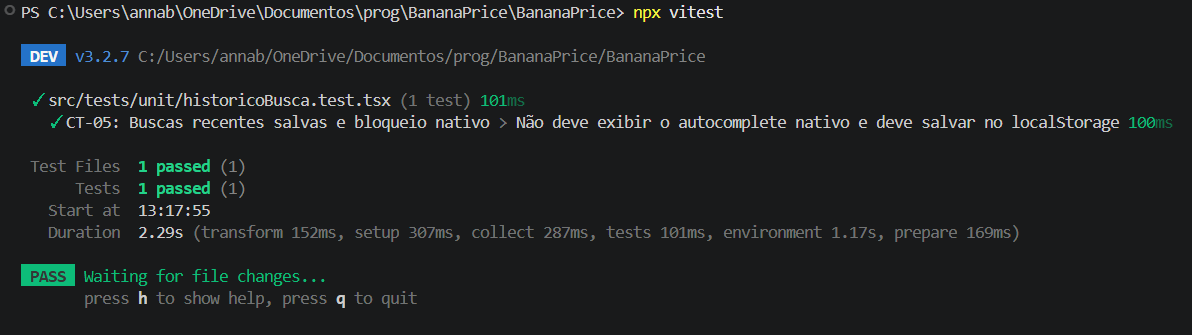 PS C:\Users\annab\OneDrive\Documentos\prog\BananaPrice\BananaPrice> npx vitest
DEV v3.2.7 C:/Users/annab/OneDrive/Documentos/prog/BananaPrice/BananaPrice
✓ src/tests/unit/historicoBusca.test.tsx (1 test) 101ms
✓ CT-05: Buscas recentes salvas e bloqueio nativo > Não deve exibir o autocomplete nativo e deve salvar no localStorage 100ms
Test Files 1 passed (1)
Tests 1 passed (1)
Start at 13:17:55
Duration 2.29s (transform 152ms, setup 307ms, collect 287ms, tests 101ms, environment 1.17s, prepare 169ms)
PASS Waiting for file changes...
press h to show help, press q to quit